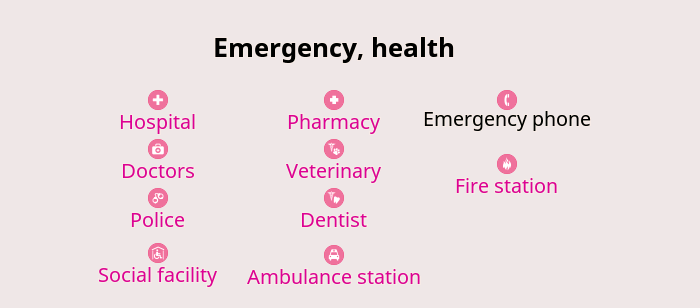 Emergency, health
Hospital
Pharmacy
Emergency phone
Doctors
Veterinary
Fire station
Police
Dentist
Social facility
Ambulance station